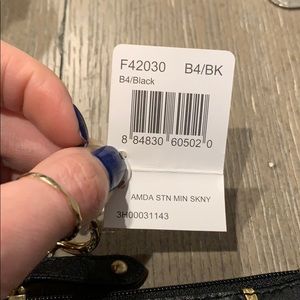 F42030 B4/BK
B4/Black
8 84830 60502 0
AMDA STN MIN SKNY
3H00031143